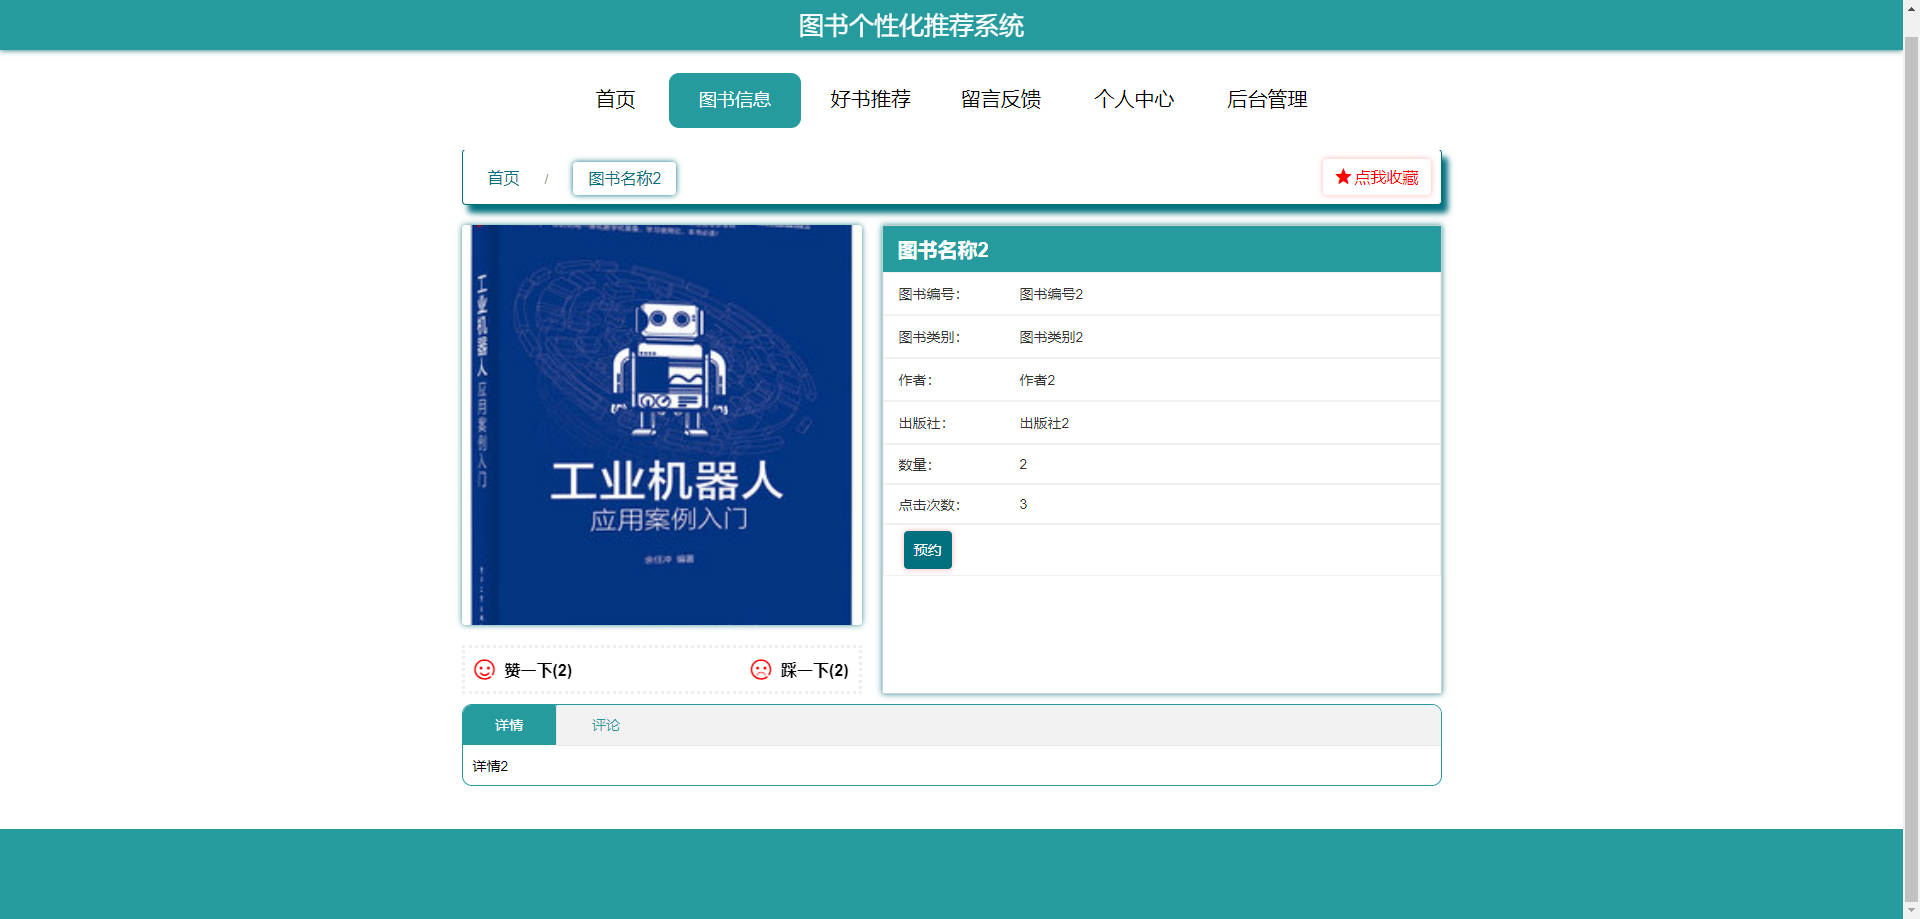 图书个性化推荐系统
首页 图书信息 好书推荐 留言反馈 个人中心 后台管理
首页 / 图书名称2 点我收藏
工业机器人 应用案例入门
工业机器人
应用案例入门
赞一下(2) 踩一下(2)
图书名称2
图书编号: 图书编号2
图书类别: 图书类别2
作者: 作者2
出版社: 出版社2
数量: 2
点击次数: 3
预约
详情 评论
详情2